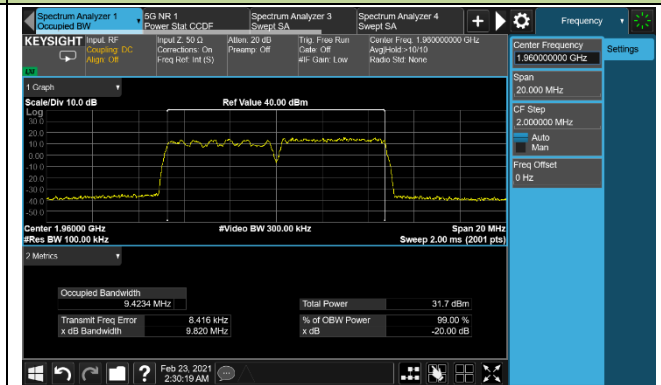 Spectrum Analyzer 1
Occupied BW
5G NR 1
Power Stat CCDF
Spectrum Analyzer 3
Swept SA
Spectrum Analyzer 4
Swept SA
Frequency
KEYSIGHT
Input: RF
Coupling: DC
Align: Off
Input Z: 50 Ω
Corrections: On
Freq Ref: Int (S)
Atten: 20 dB
Preamp: Off
Trig: Free Run
Gate: Off
#IF Gain: Low
Center Freq: 1.960000000 GHz
Avg|Hold:>10/10
Radio Std: None
Center Frequency
1.960000000 GHz
Settings
Span
20.000 MHz
CF Step
2.000000 MHz
Auto
Man
Freq Offset
0 Hz
1 Graph
Scale/Div 10.0 dB
Ref Value 40.00 dBm
Log
30.0
20.0
10.0
0.00
-10.0
-20.0
-30.0
-40.0
-50.0
Center 1.96000 GHz
#Video BW 300.00 kHz
Span 20 MHz
#Res BW 100.00 kHz
Sweep 2.00 ms (2001 pts)
2 Metrics
Occupied Bandwidth
9.4234 MHz
Total Power
31.7 dBm
Transmit Freq Error
8.416 kHz
% of OBW Power
99.00 %
x dB Bandwidth
9.820 MHz
x dB
-20.00 dB
Feb 23, 2021
2:30:19 AM